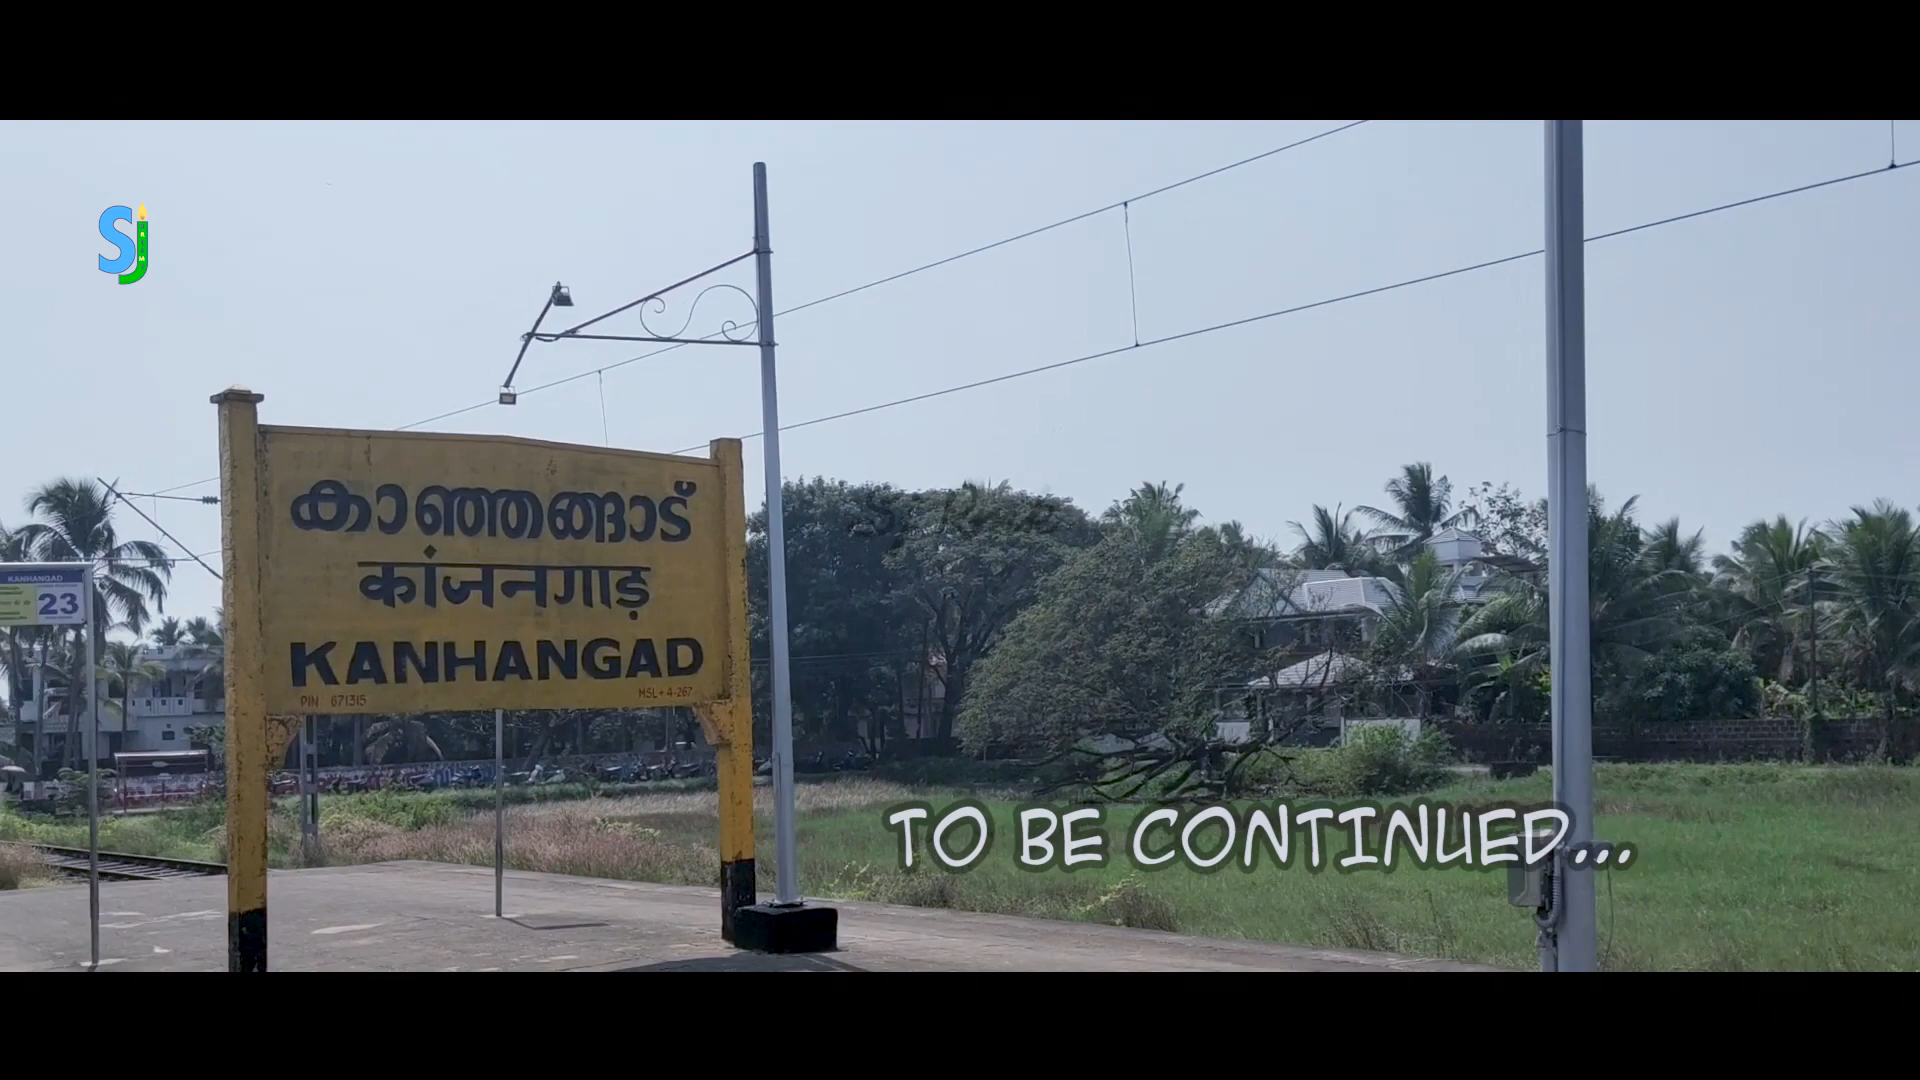 SJ
കാഞ്ഞങ്ങാട്
कांजनगाड़
KANHANGAD
PIN 671315 MSL+4-267
KANHANGAD
23
TO BE CONTINUED...